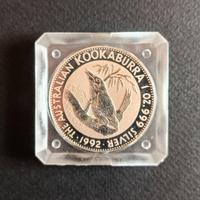 THE AUSTRALIAN KOOKABURRA 1 OZ. 999 SILVER
·1992·